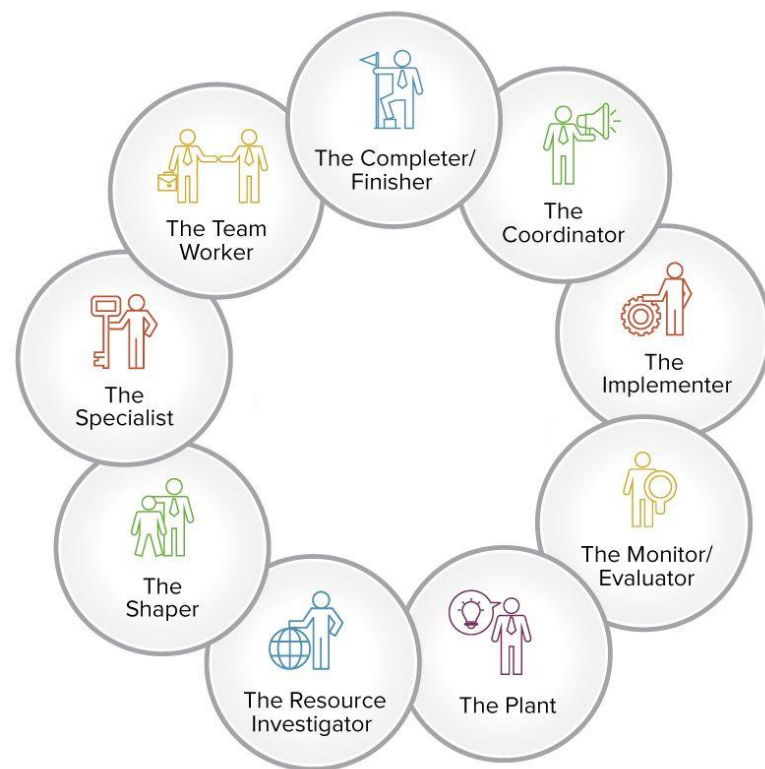 The Completer/
Finisher
The
Coordinator
The
Implementer
The Monitor/
Evaluator
The Plant
The Resource
Investigator
The
Shaper
The
Specialist
The Team
Worker